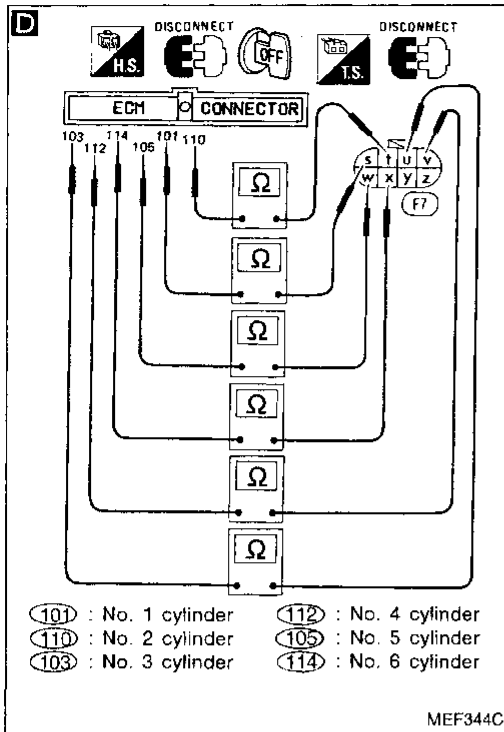 D
DISCONNECT
DISCONNECT
H.S.
OFF
T.S.
ECM CONNECTOR
103 112 114 105 101 110
s t u v
w x y z
F7
Ω
Ω
Ω
Ω
Ω
Ω
101 : No. 1 cylinder
112 : No. 4 cylinder
110 : No. 2 cylinder
105 : No. 5 cylinder
103 : No. 3 cylinder
114 : No. 6 cylinder
MEF344C